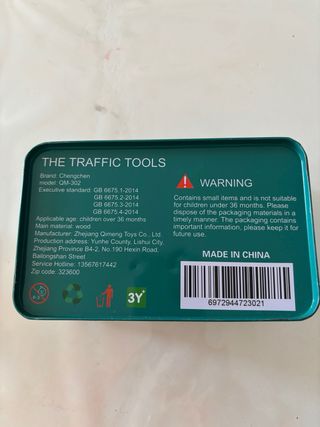 THE TRAFFIC TOOLS
Brand: Chengchen
model: QM-302
Executive standard: GB 6675.1-2014
GB 6675.2-2014
GB 6675.3-2014
GB 6675.4-2014
Applicable age: children over 36 months
Main material: wood
Manufacturer: Zhejiang Qimeng Toys Co., Ltd.
Production address: Yunhe County, Lishui City,
Zhejiang Province B4-2, No.190 Hexin Road,
Bailongshan Street
Service Hotline: 13567617442
Zip code: 323600
3Y+
WARNING
Contains small items and is not suitable
for children under 36 months. Please
dispose of the packaging materials in a
timely manner. The packaging contains
important information, please keep it for
future use.
MADE IN CHINA
6972944723021